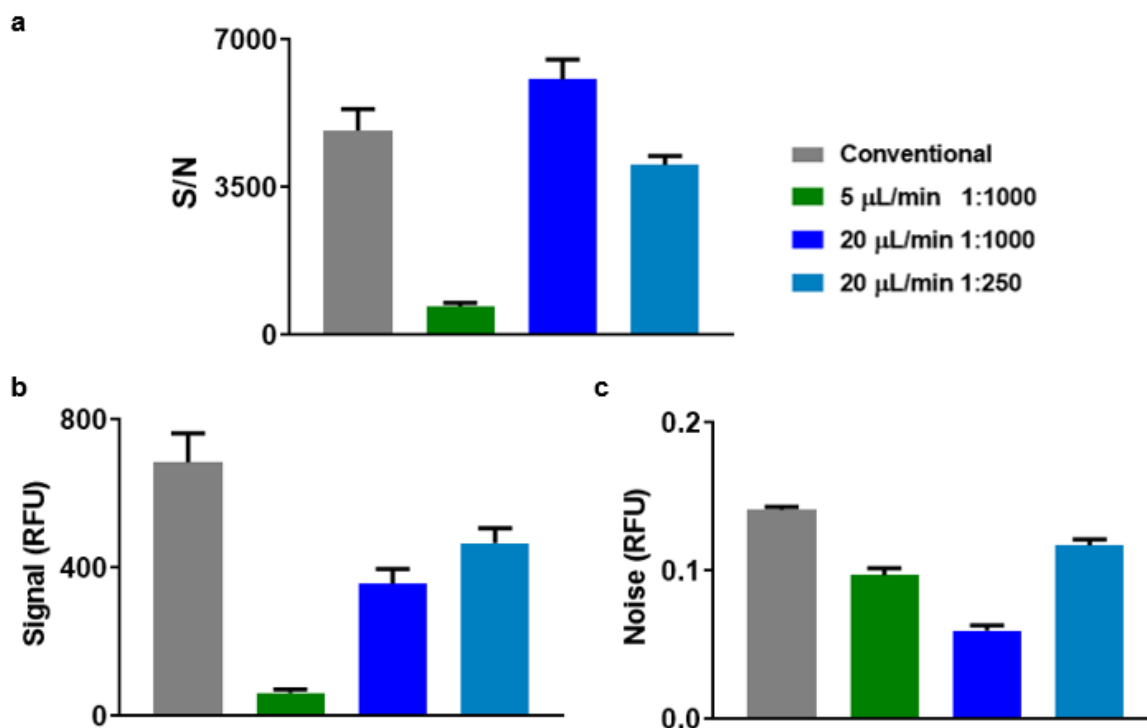 a
7000
3500
0
S/N
Conventional
5 μL/min 1:1000
20 μL/min 1:1000
20 μL/min 1:250
b
800
400
0
Signal (RFU)
c
0.2
0.1
0.0
Noise (RFU)